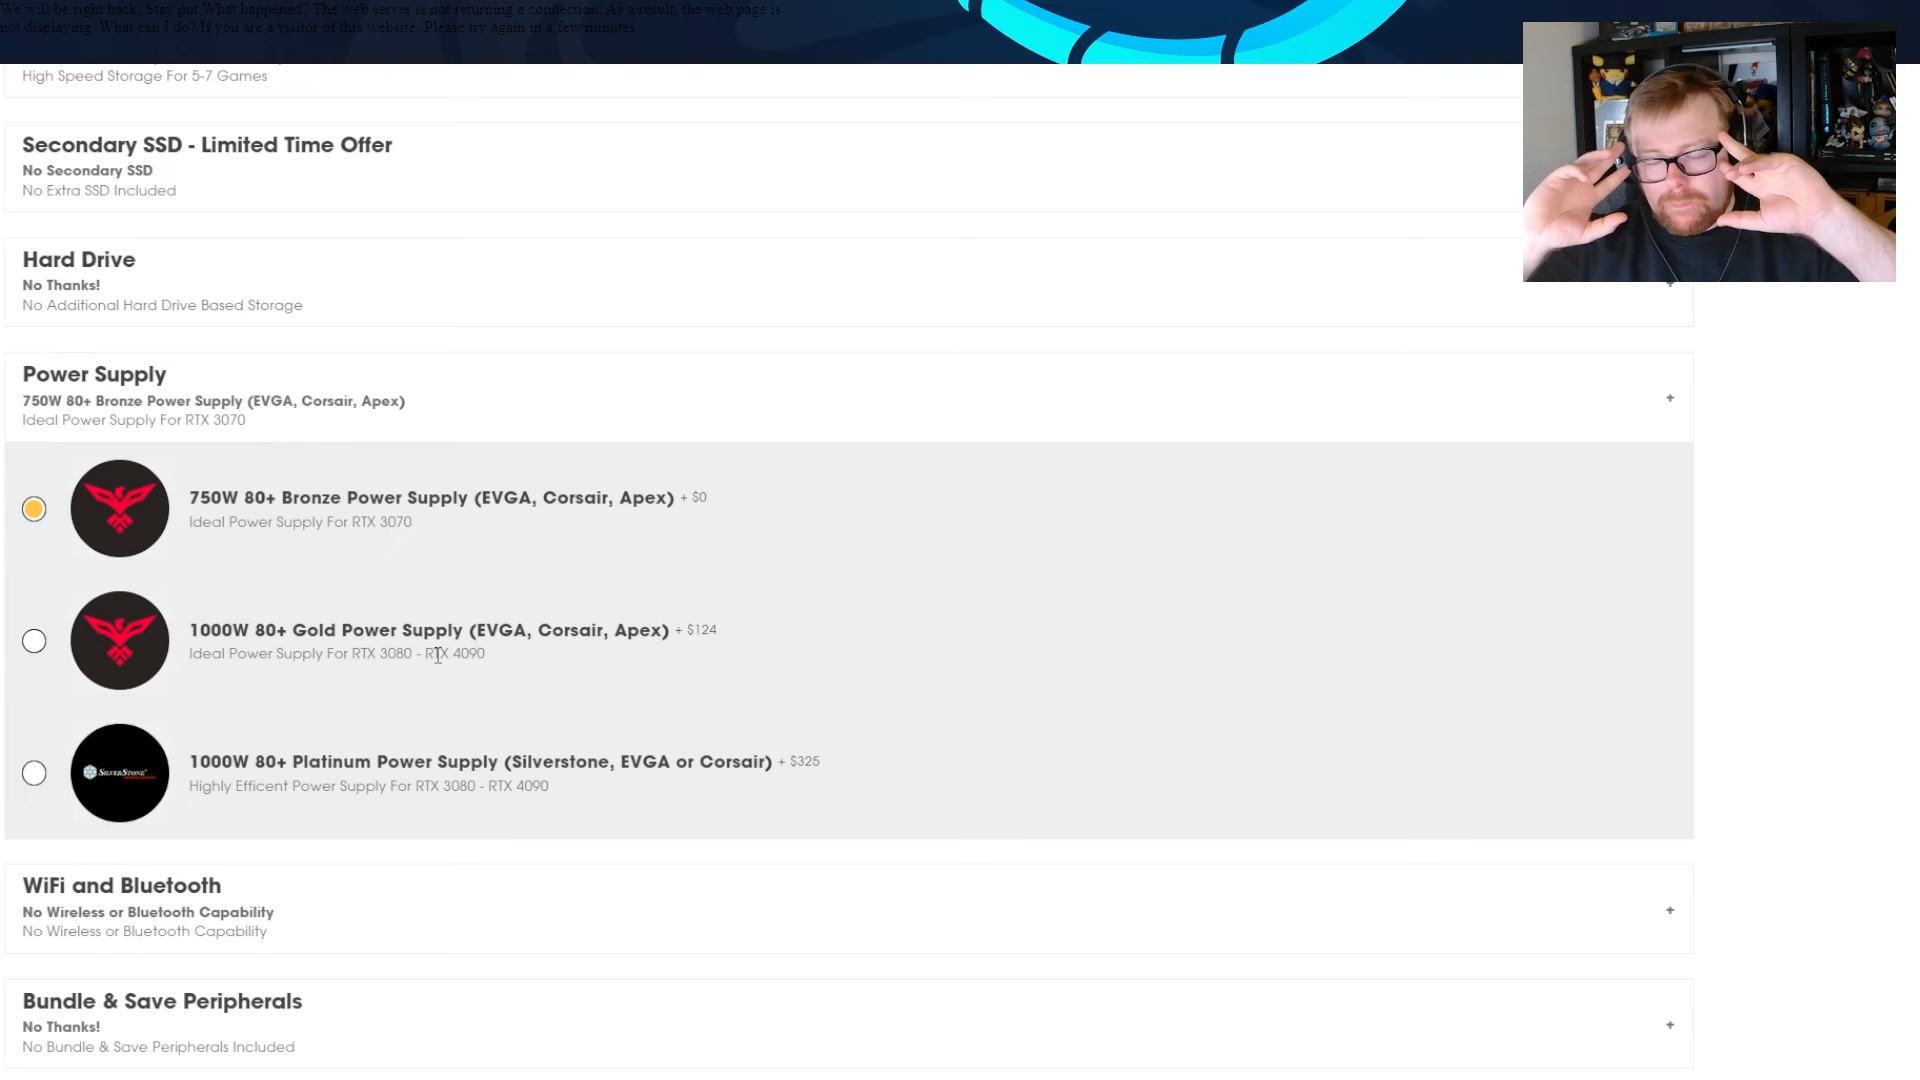 We will be right back, Stay put What happened? The web server is not returning a connection. As a result, the web page is
not displaying. What can I do? If you are a visitor of this website: Please try again in a few minutes.
High Speed Storage For 5-7 Games
Secondary SSD - Limited Time Offer
No Secondary SSD
No Extra SSD Included
Hard Drive
No Thanks!
No Additional Hard Drive Based Storage
+
Power Supply
750W 80+ Bronze Power Supply (EVGA, Corsair, Apex)
Ideal Power Supply For RTX 3070
+
750W 80+ Bronze Power Supply (EVGA, Corsair, Apex) + $0
Ideal Power Supply For RTX 3070
1000W 80+ Gold Power Supply (EVGA, Corsair, Apex) + $124
Ideal Power Supply For RTX 3080 - RTX 4090
SILVERSTONE
1000W 80+ Platinum Power Supply (Silverstone, EVGA or Corsair) + $325
Highly Efficent Power Supply For RTX 3080 - RTX 4090
WiFi and Bluetooth
No Wireless or Bluetooth Capability
No Wireless or Bluetooth Capability
+
Bundle & Save Peripherals
No Thanks!
No Bundle & Save Peripherals Included
+